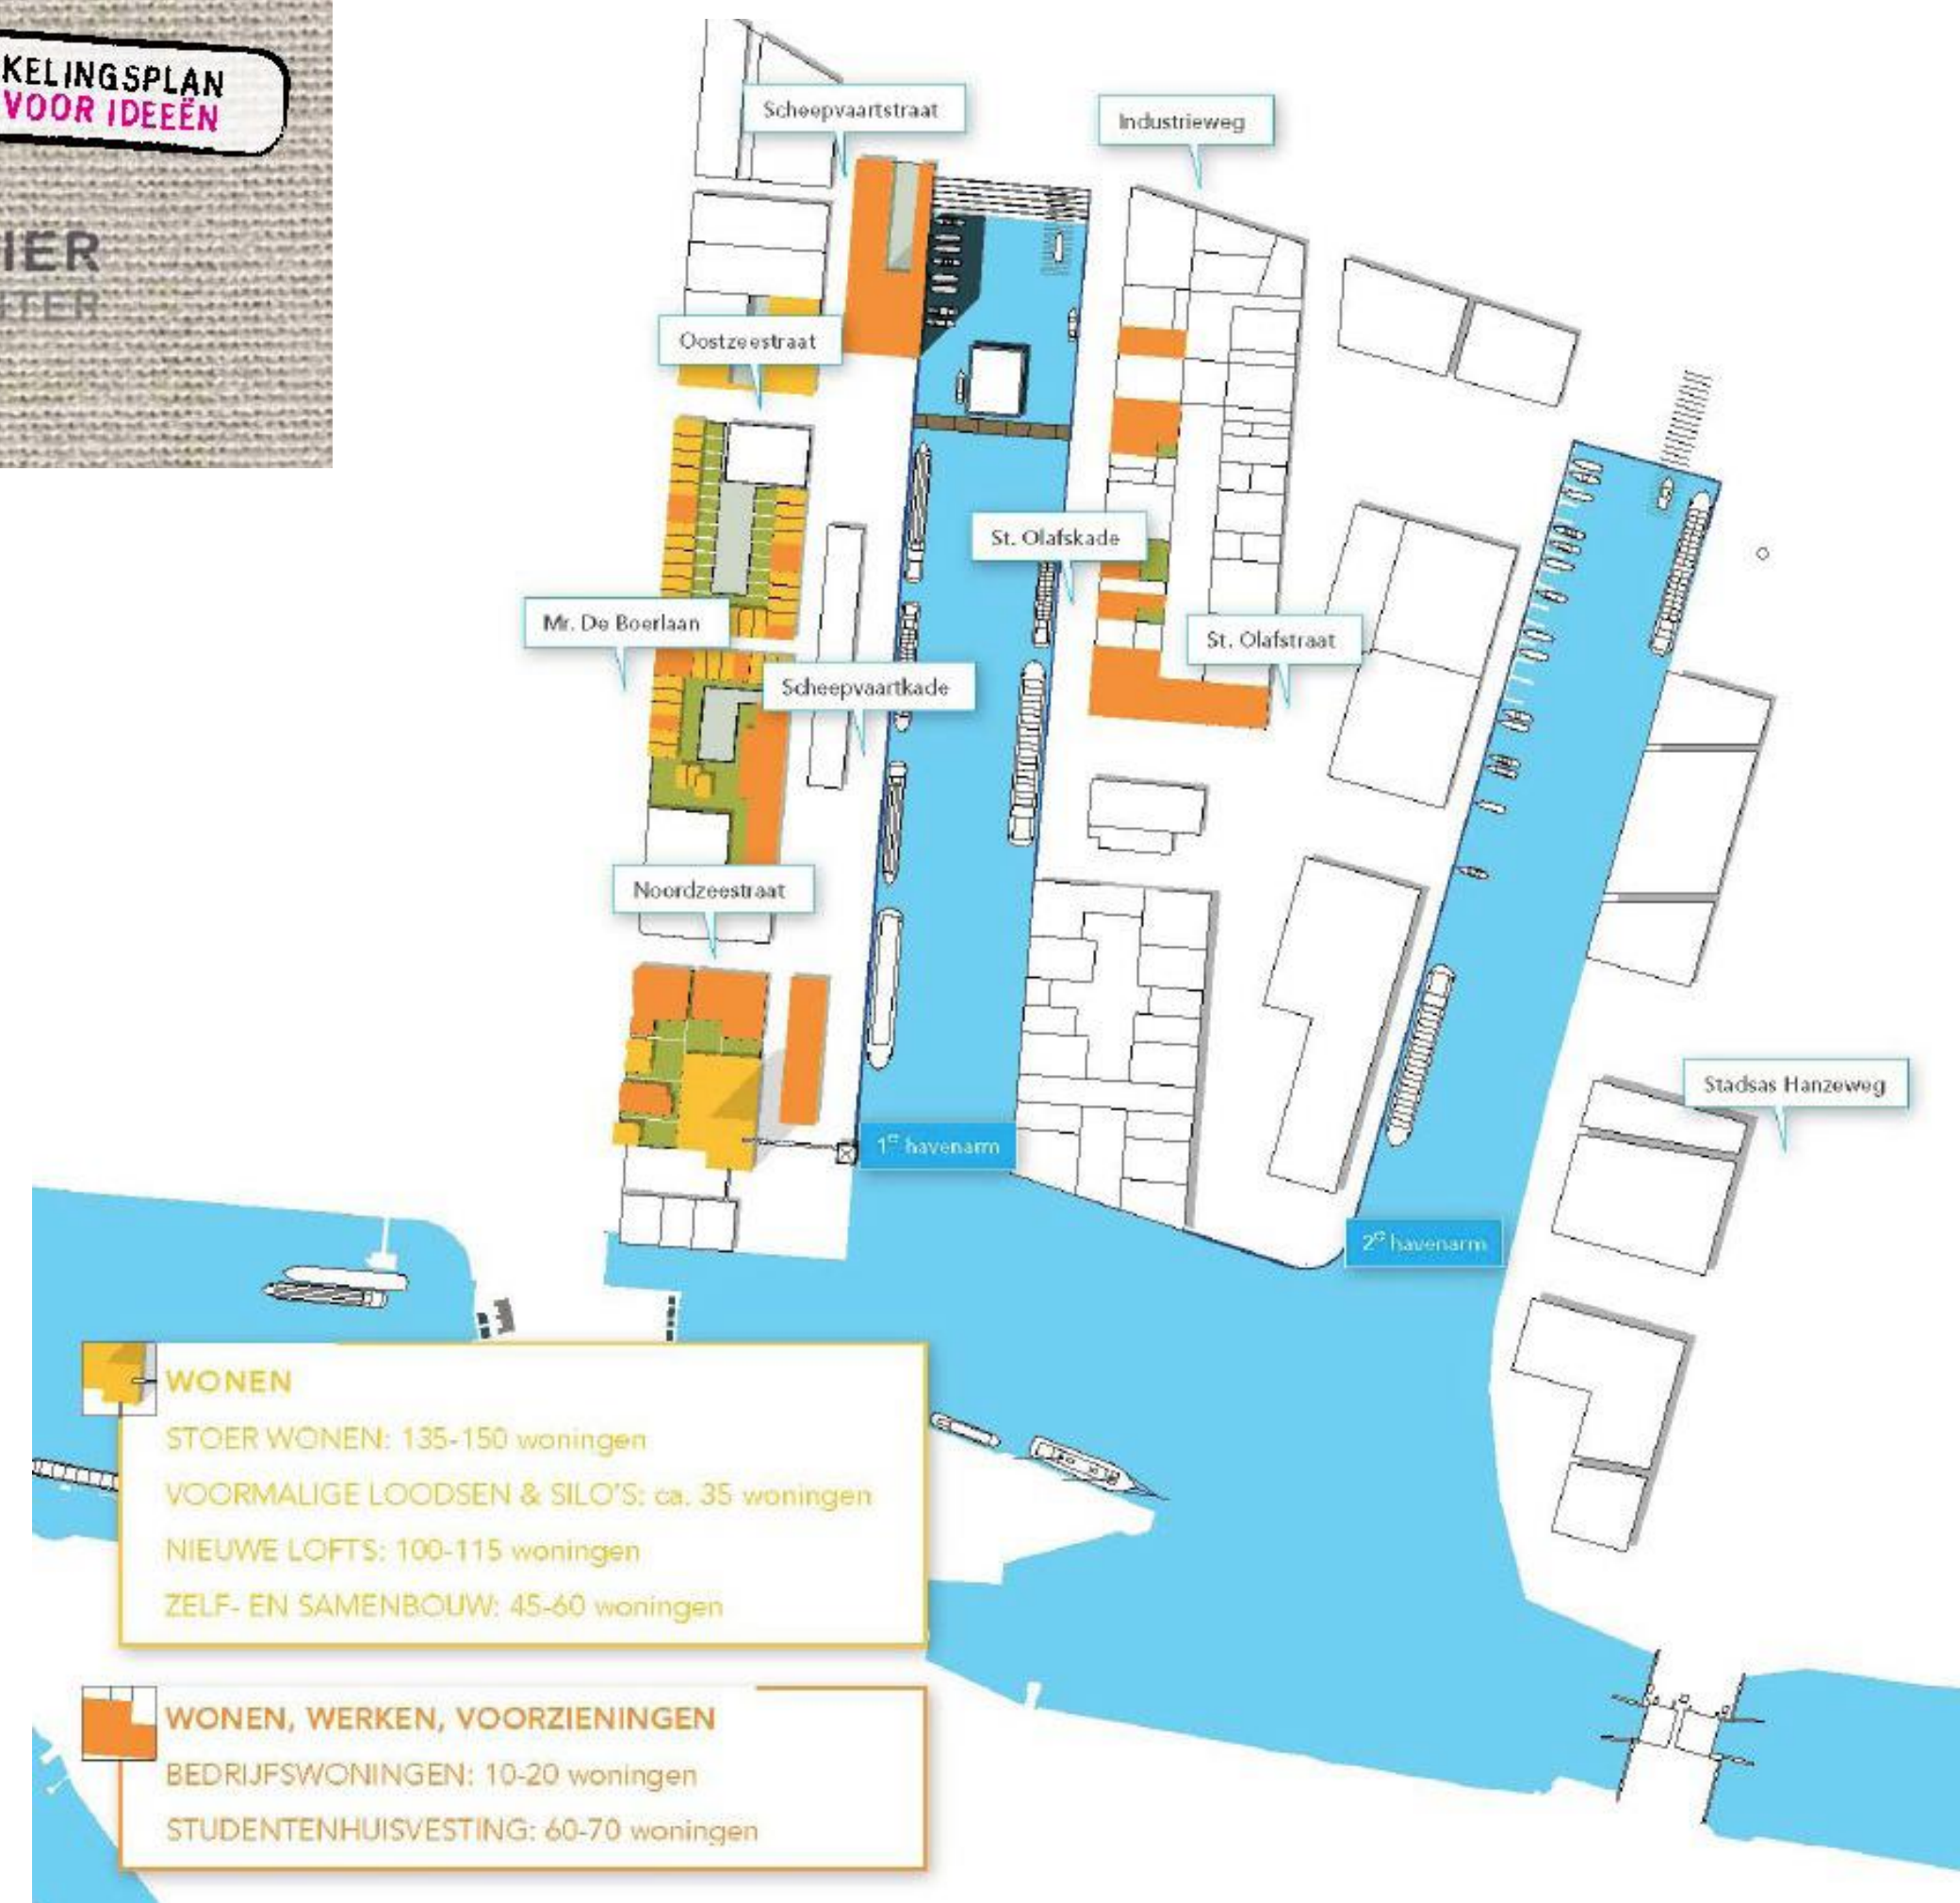 KELINGSPLAN
VOOR IDEEËN
IER
TER
Scheepvaartstraat
Industrieweg
Oostzeestraat
St. Olafskade
Mr. De Boerlaan
St. Olafstraat
Scheepvaartkade
Noordzeestraat
Stadsas Hanzeweg
1e havenarm
2e havenarm
WONEN
STOER WONEN: 135-150 woningen
VOORMALIGE LOODSEN & SILO'S: ca. 35 woningen
NIEUWE LOFTS: 100-115 woningen
ZELF- EN SAMENBOUW: 45-60 woningen
WONEN, WERKEN, VOORZIENINGEN
BEDRIJFSWONINGEN: 10-20 woningen
STUDENTENHUISVESTING: 60-70 woningen